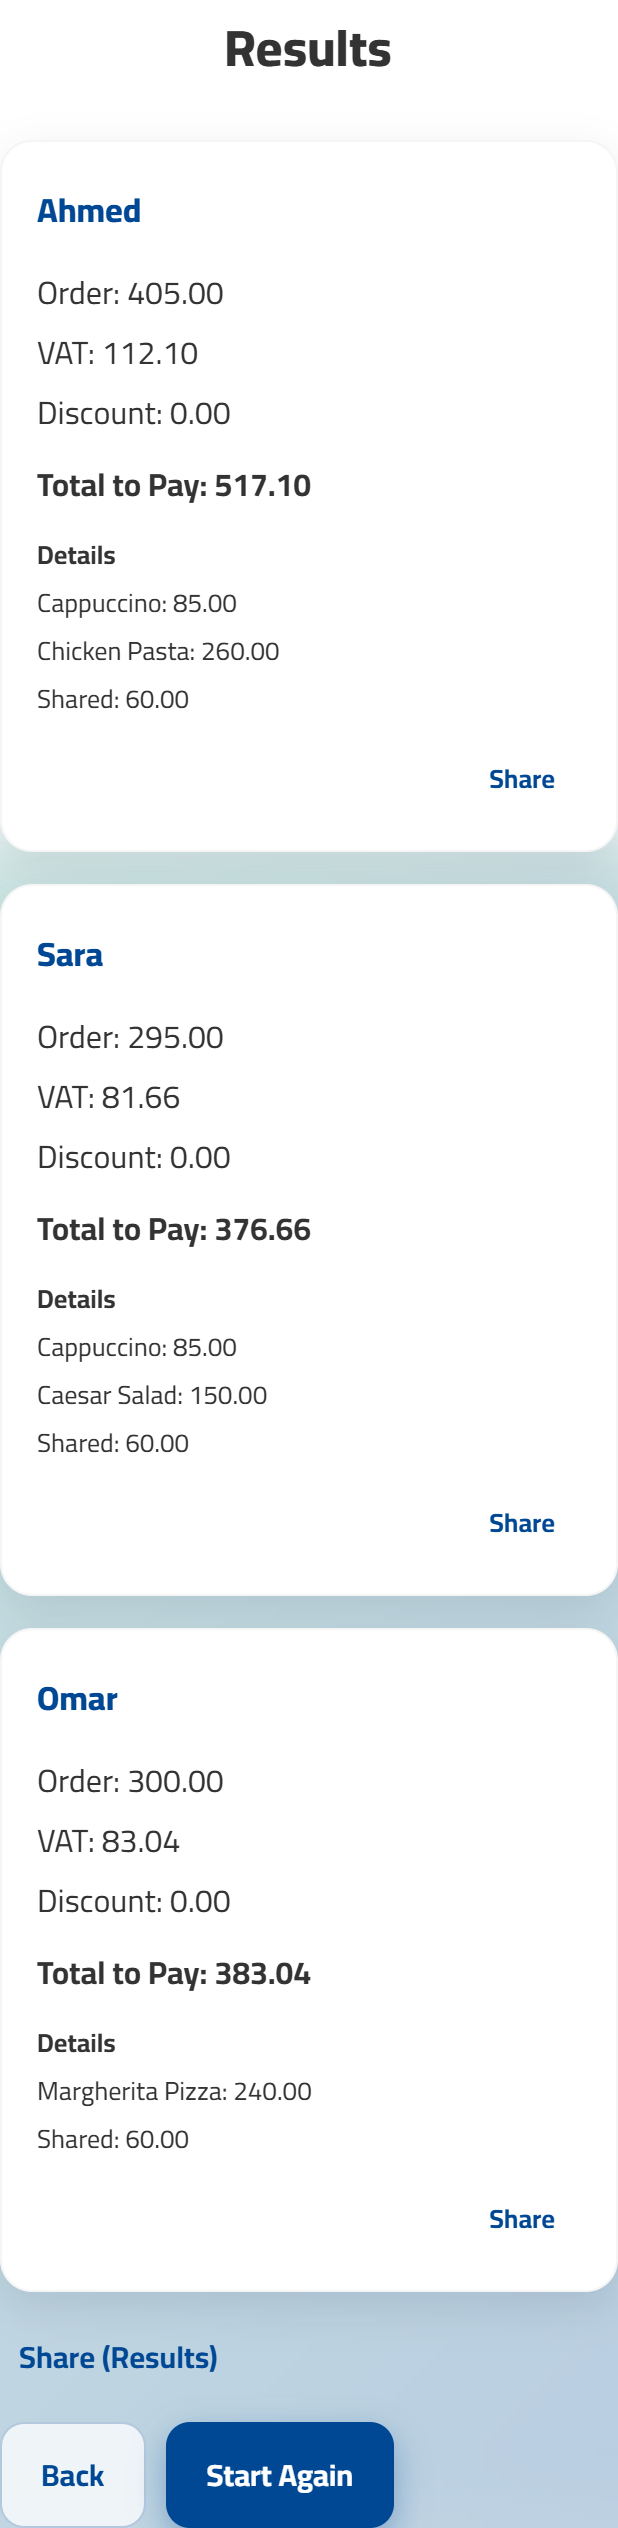 Results
Ahmed
Order: 405.00
VAT: 112.10
Discount: 0.00
Total to Pay: 517.10
Details
Cappuccino: 85.00
Chicken Pasta: 260.00
Shared: 60.00
Share
Sara
Order: 295.00
VAT: 81.66
Discount: 0.00
Total to Pay: 376.66
Details
Cappuccino: 85.00
Caesar Salad: 150.00
Shared: 60.00
Share
Omar
Order: 300.00
VAT: 83.04
Discount: 0.00
Total to Pay: 383.04
Details
Margherita Pizza: 240.00
Shared: 60.00
Share
Share (Results)
Back
Start Again